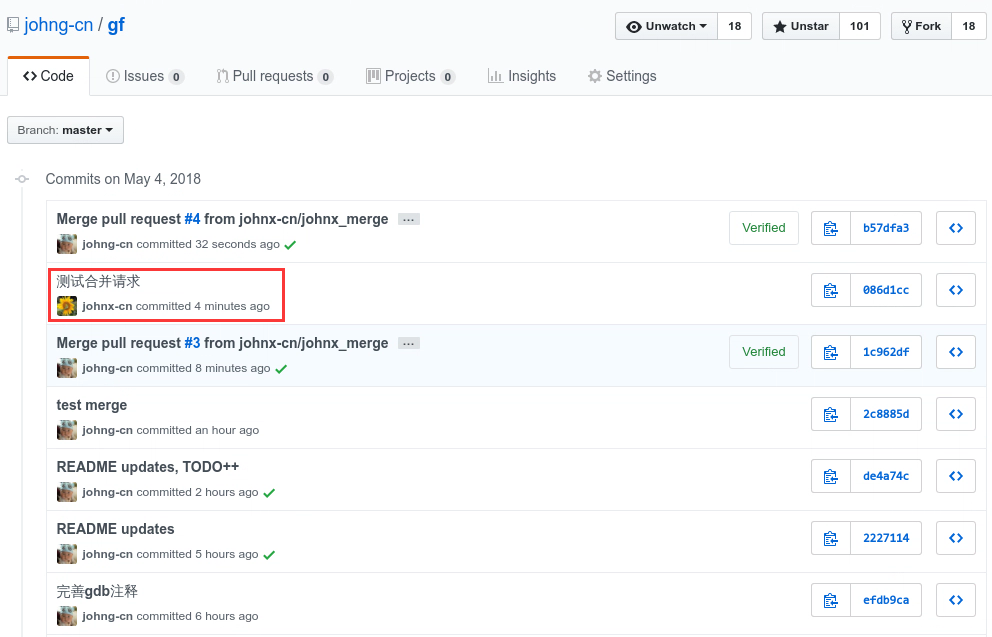 johng-cn / gf
Unwatch 18 Unstar 101 Fork 18
Code Issues 0 Pull requests 0 Projects 0 Insights Settings
Branch: master
Commits on May 4, 2018
Merge pull request #4 from johnx-cn/johnx_merge ...
Verified b57dfa3
johng-cn committed 32 seconds ago
测试合并请求
086d1cc
johnx-cn committed 4 minutes ago
Merge pull request #3 from johnx-cn/johnx_merge ...
Verified 1c962df
johng-cn committed 8 minutes ago
test merge
2c8885d
johng-cn committed an hour ago
README updates, TODO++
de4a74c
johng-cn committed 2 hours ago
README updates
2227114
johng-cn committed 5 hours ago
完善gdb注释
efdb9ca
johng-cn committed 6 hours ago